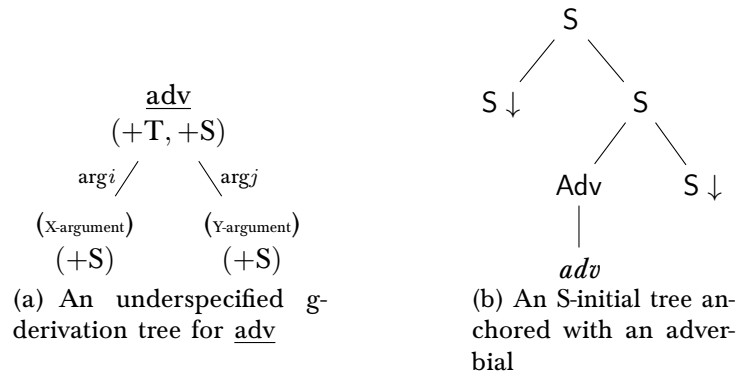 adv
(+T, +S)
argi argj
(X-argument) (Y-argument)
(+S) (+S)
(a) An underspecified g-
derivation tree for adv
S
S ↓ S
Adv S ↓
adv
(b) An S-initial tree an-
chored with an adver-
bial